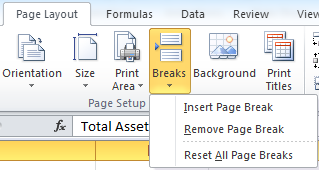 Page Layout Formulas Data Review View
Orientation Size Print Area Breaks Background Print Titles
Page Setup
Insert Page Break
Remove Page Break
Reset All Page Breaks
fx Total Asset